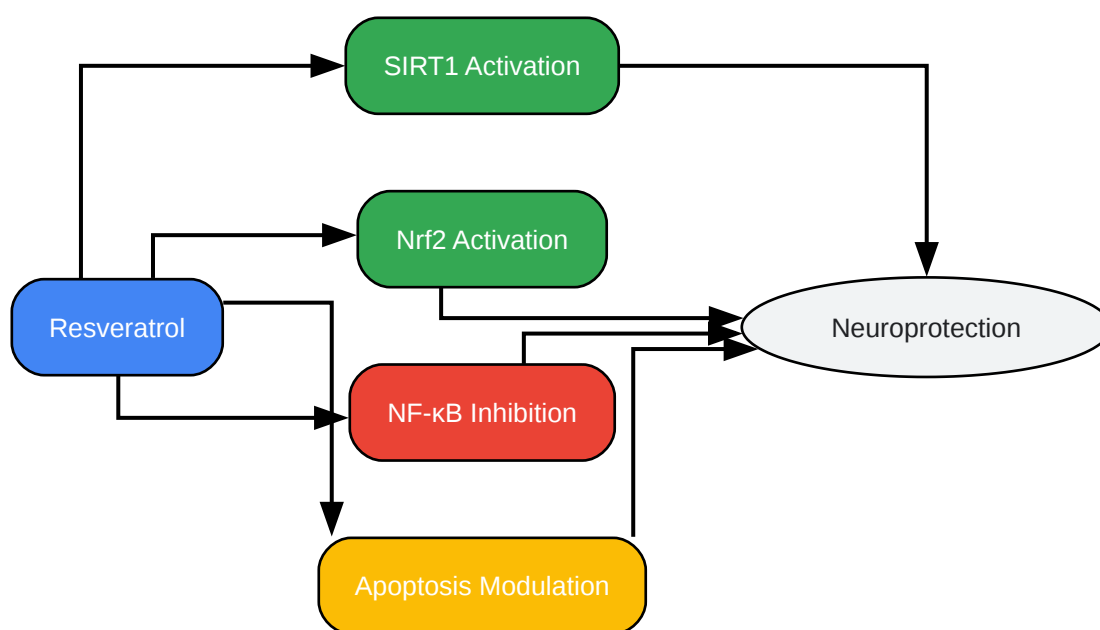 SIRT1 Activation
Nrf2 Activation
Resveratrol
Neuroprotection
NF-κB Inhibition
Apoptosis Modulation